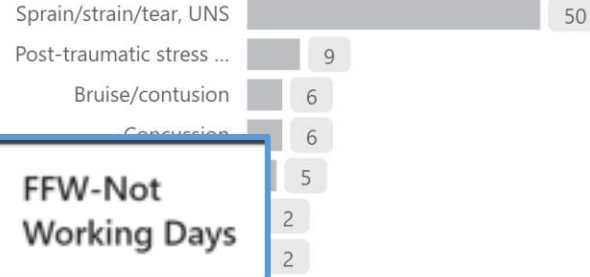 Sprain/strain/tear, UNS 50
Post-traumatic stress ... 9
Bruise/contusion 6
Concussion 6
5
FFW-Not
Working Days
2
2